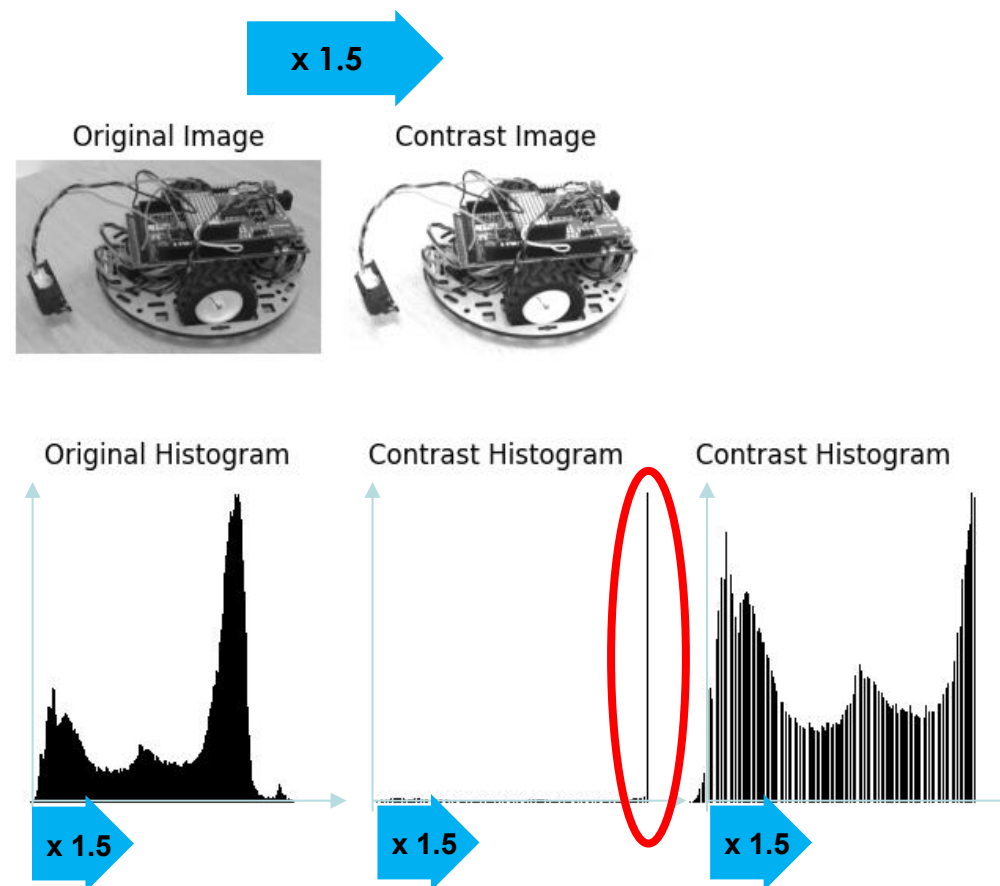 x 1.5
Original Image
Contrast Image
Original Histogram
Contrast Histogram
Contrast Histogram
x 1.5
x 1.5
x 1.5